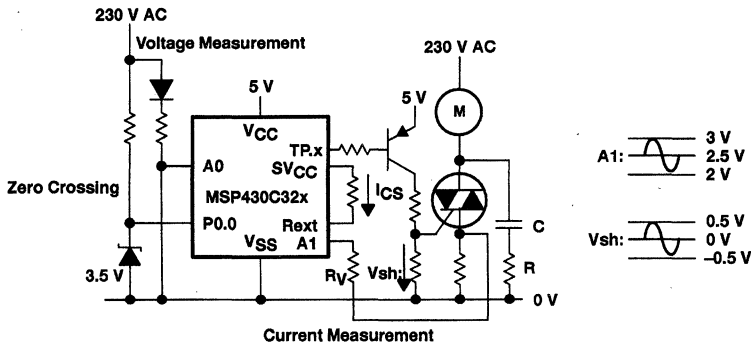 230 V AC
Voltage Measurement
230 V AC
5 V
5 V
M
VCC
TP.x
SVCC
A0
ICS
MSP430C32x
Zero Crossing
P0.0
Rext
VSS
A1
C
3.5 V
RV
Vsh:
R
0 V
Current Measurement
A1:
3 V
2.5 V
2 V
Vsh:
0.5 V
0 V
–0.5 V